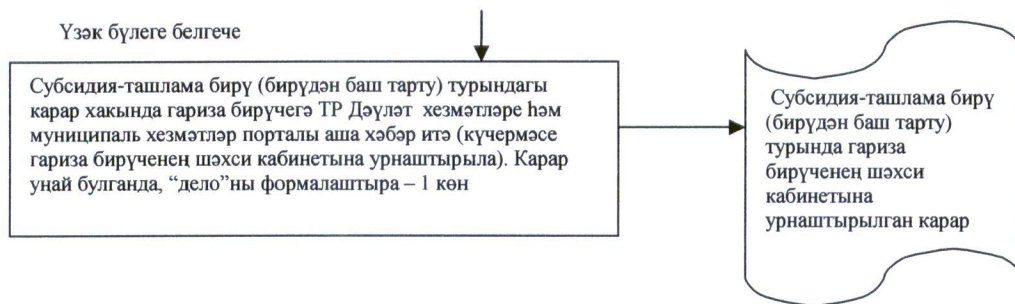 Үзәк бүлеге белгече
Субсидия-ташлама бирү (бирүдән баш тарту) турындагы
карар хакында гариза бирүчегә ТР Дәүләт хезмәтләре һәм
муниципаль хезмәтләр порталы аша хәбәр итә (күчермәсе
гариза бирүченең шәхси кабинетына урнаштырыла). Карар
уңай булганда, “дело”ны формалаштыра – 1 көн
Субсидия-ташлама бирү
(бирүдән баш тарту)
турында гариза
бирүченең шәхси
кабинетына
урнаштырылган карар